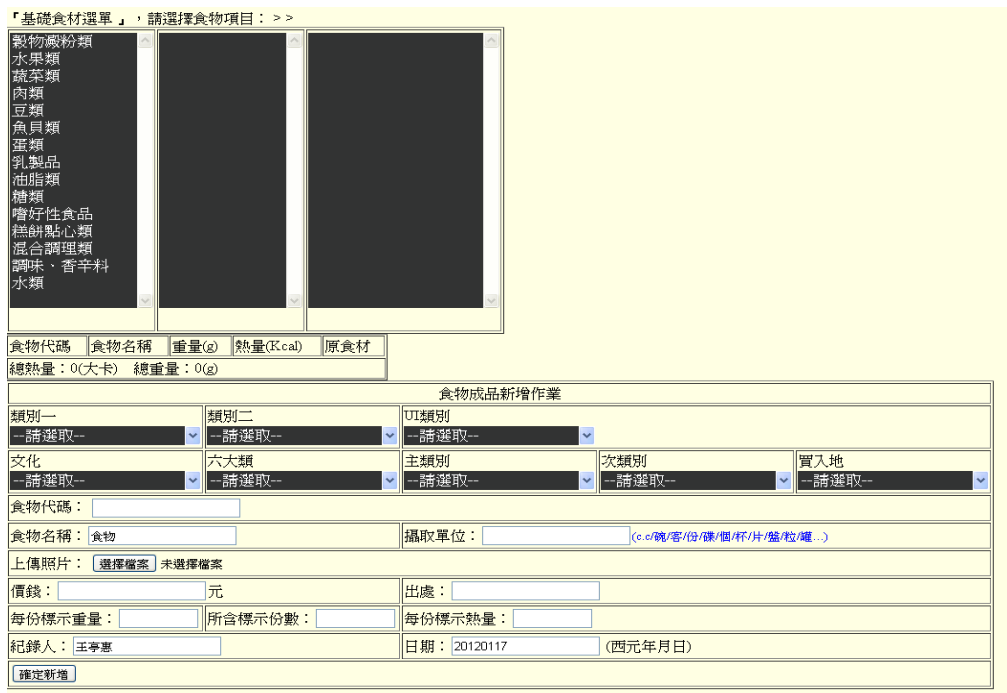 「基礎食材選單」，請選擇食物項目：>>
穀物澱粉類
水果類
蔬菜類
肉類
豆類
魚貝類
蛋類
乳製品
油脂類
糖類
嗜好性食品
糕餅點心類
混合調理類
調味、香辛料
水類
食物代碼 食物名稱 重量(g) 熱量(Kcal) 原食材
總熱量：0(大卡) 總重量：0(g)
食物成品新增作業
類別一 類別二 UI類別
--請選取-- --請選取-- --請選取--
文化 六大類 主類別 次類別 買入地
--請選取-- --請選取-- --請選取-- --請選取-- --請選取--
食物代碼：
食物名稱： 食物 攝取單位： (c.c/碗/客/份/碟/個/杯/片/盤/粒/罐...)
上傳照片： 選擇檔案 未選擇檔案
價錢： 元 出處：
每份標示重量： 所含標示份數： 每份標示熱量：
紀錄人： 王亭惠 日期： 20120117 (西元年月日)
確定新增